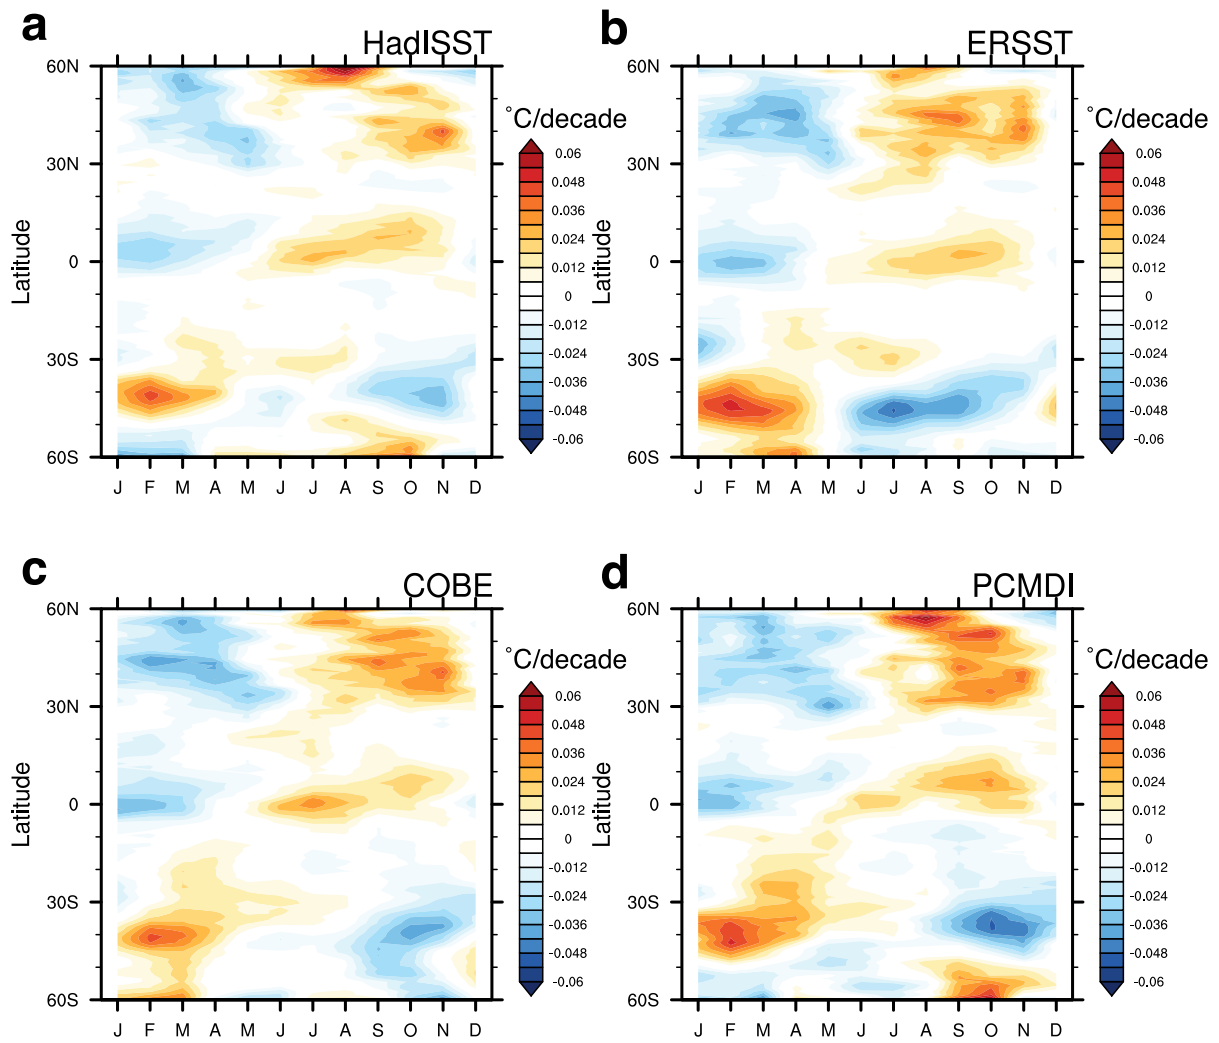 a
HadISST
60N
30N
0
30S
60S
Latitude
J F M A M J J A S O N D
°C/decade
0.06
0.048
0.036
0.024
0.012
0
-0.012
-0.024
-0.036
-0.048
-0.06
b
ERSST
60N
30N
0
30S
60S
Latitude
J F M A M J J A S O N D
°C/decade
0.06
0.048
0.036
0.024
0.012
0
-0.012
-0.024
-0.036
-0.048
-0.06
c
COBE
60N
30N
0
30S
60S
Latitude
J F M A M J J A S O N D
°C/decade
0.06
0.048
0.036
0.024
0.012
0
-0.012
-0.024
-0.036
-0.048
-0.06
d
PCMDI
60N
30N
0
30S
60S
Latitude
J F M A M J J A S O N D
°C/decade
0.06
0.048
0.036
0.024
0.012
0
-0.012
-0.024
-0.036
-0.048
-0.06